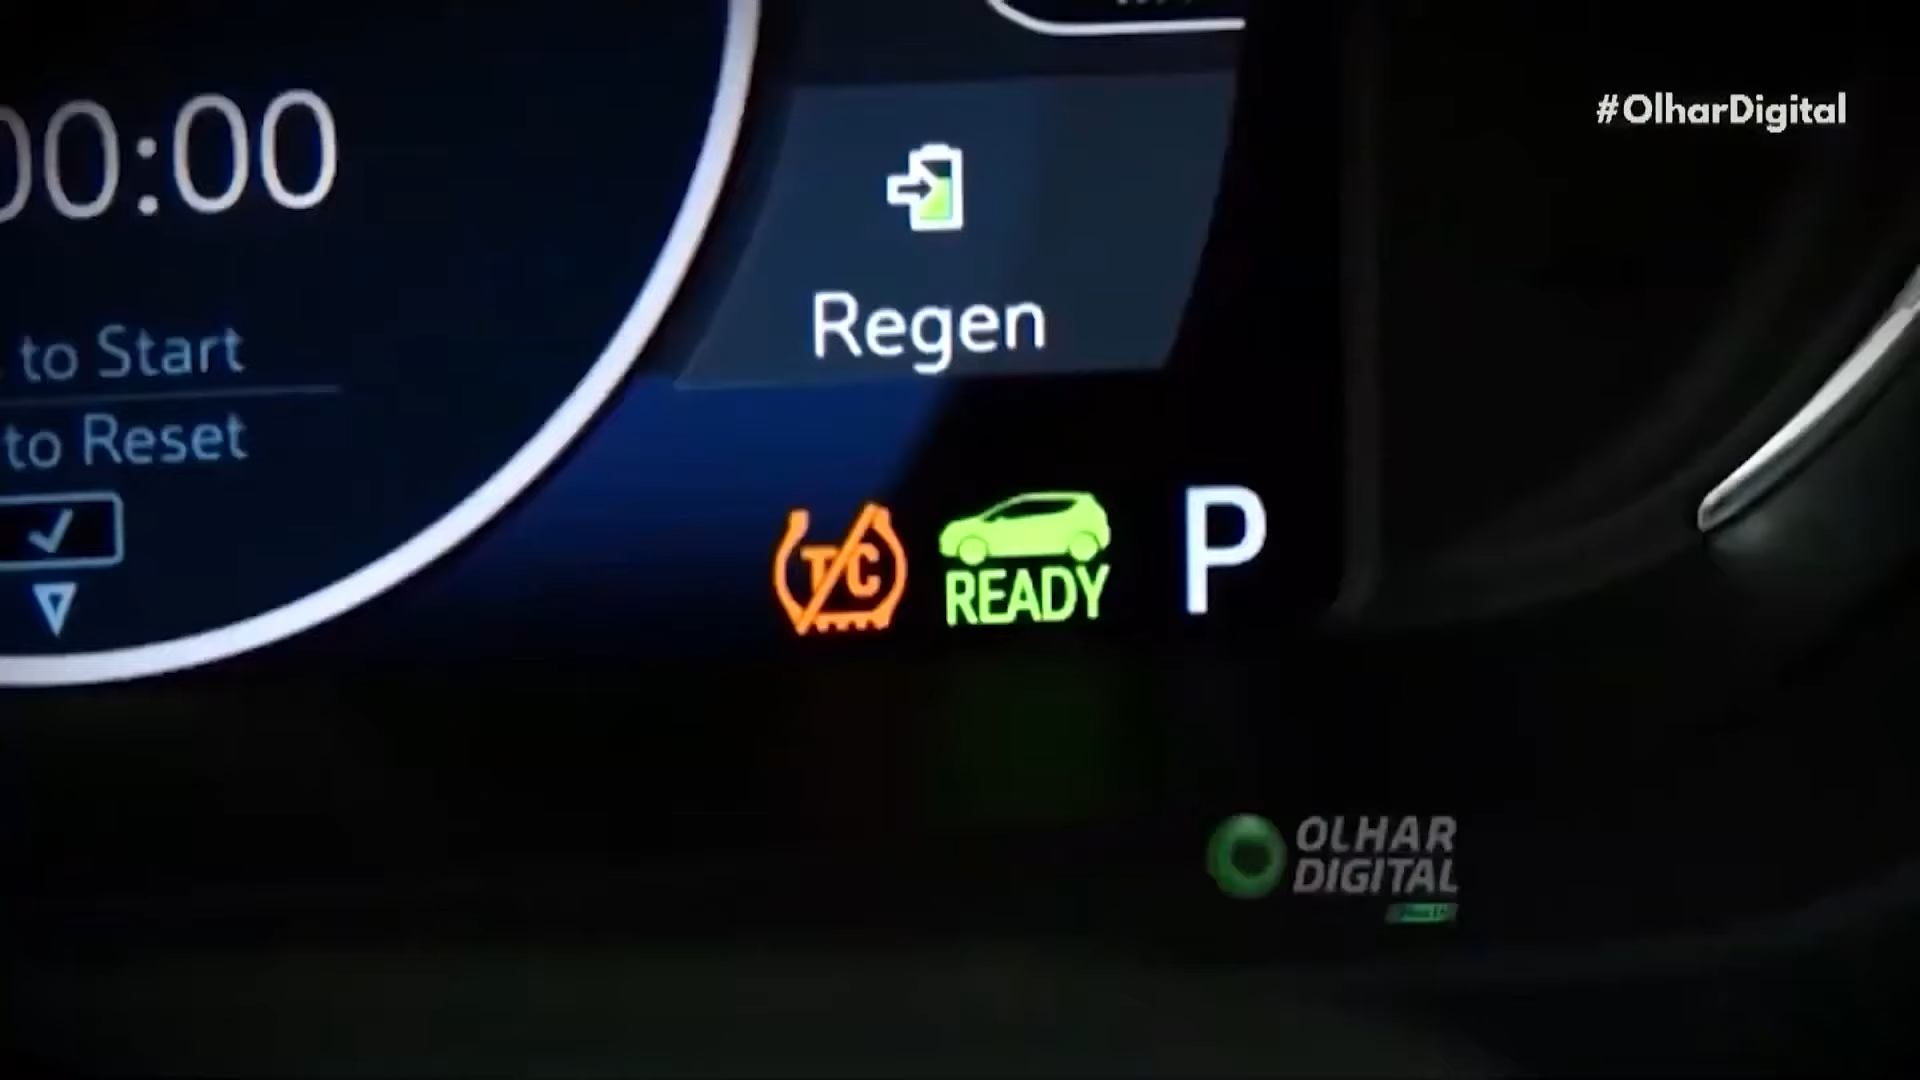 #OlharDigital
00:00
Regen
to Start
to Reset
TC
READY
P
OLHAR
DIGITAL